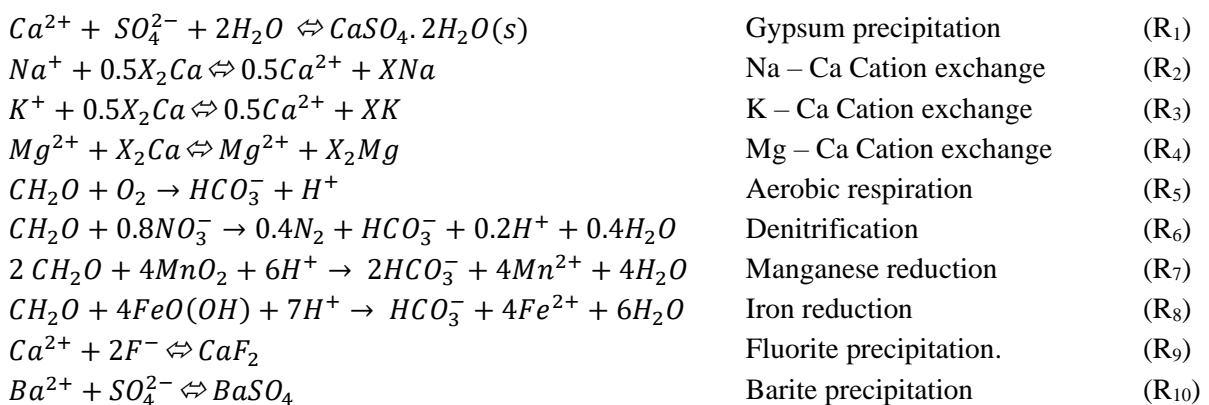 Ca²⁺ + SO₄²⁻ + 2H₂O ⇔ CaSO₄.2H₂O(s) Gypsum precipitation (R₁)
Na⁺ + 0.5X₂Ca ⇔ 0.5Ca²⁺ + XNa Na – Ca Cation exchange (R₂)
K⁺ + 0.5X₂Ca ⇔ 0.5Ca²⁺ + XK K – Ca Cation exchange (R₃)
Mg²⁺ + X₂Ca ⇔ Mg²⁺ + X₂Mg Mg – Ca Cation exchange (R₄)
CH₂O + O₂ → HCO₃⁻ + H⁺ Aerobic respiration (R₅)
CH₂O + 0.8NO₃⁻ → 0.4N₂ + HCO₃⁻ + 0.2H⁺ + 0.4H₂O Denitrification (R₆)
2 CH₂O + 4MnO₂ + 6H⁺ → 2HCO₃⁻ + 4Mn²⁺ + 4H₂O Manganese reduction (R₇)
CH₂O + 4FeO(OH) + 7H⁺ → HCO₃⁻ + 4Fe²⁺ + 6H₂O Iron reduction (R₈)
Ca²⁺ + 2F⁻ ⇔ CaF₂ Fluorite precipitation. (R₉)
Ba²⁺ + SO₄²⁻ ⇔ BaSO₄ Barite precipitation (R₁₀)